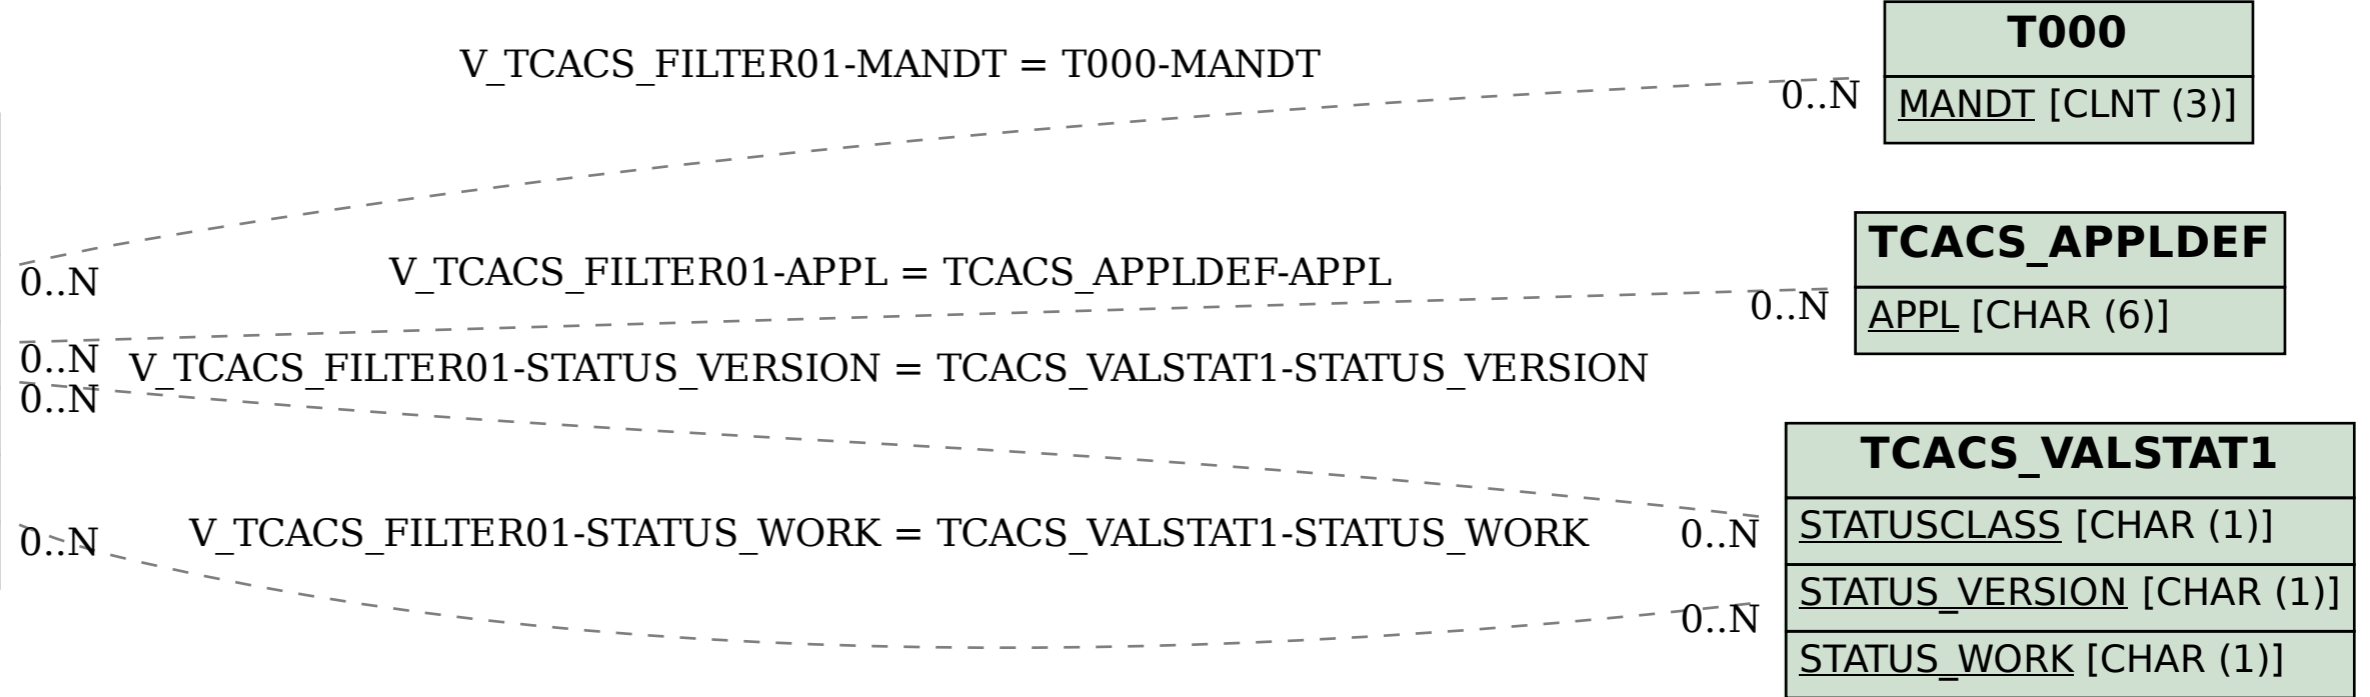 T000
V_TCACS_FILTER01-MANDT = T000-MANDT
0..N
MANDT [CLNT (3)]
TCACS_APPLDEF
V_TCACS_FILTER01-APPL = TCACS_APPLDEF-APPL
0..N
0..N
APPL [CHAR (6)]
0..N
V_TCACS_FILTER01-STATUS_VERSION = TCACS_VALSTAT1-STATUS_VERSION
0..N
TCACS_VALSTAT1
STATUSCLASS [CHAR (1)]
0..N
V_TCACS_FILTER01-STATUS_WORK = TCACS_VALSTAT1-STATUS_WORK
0..N
STATUS_VERSION [CHAR (1)]
0..N
STATUS_WORK [CHAR (1)]